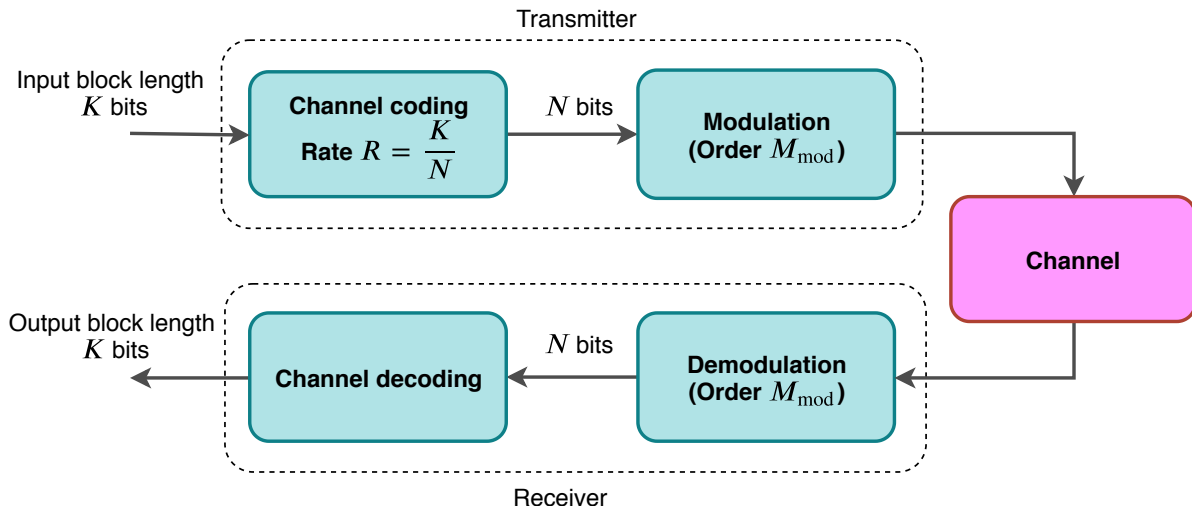 Transmitter
Input block length
K bits
Channel coding
Rate R = K/N
N bits
Modulation
(Order M_mod)
Channel
Output block length
K bits
Channel decoding
N bits
Demodulation
(Order M_mod)
Receiver